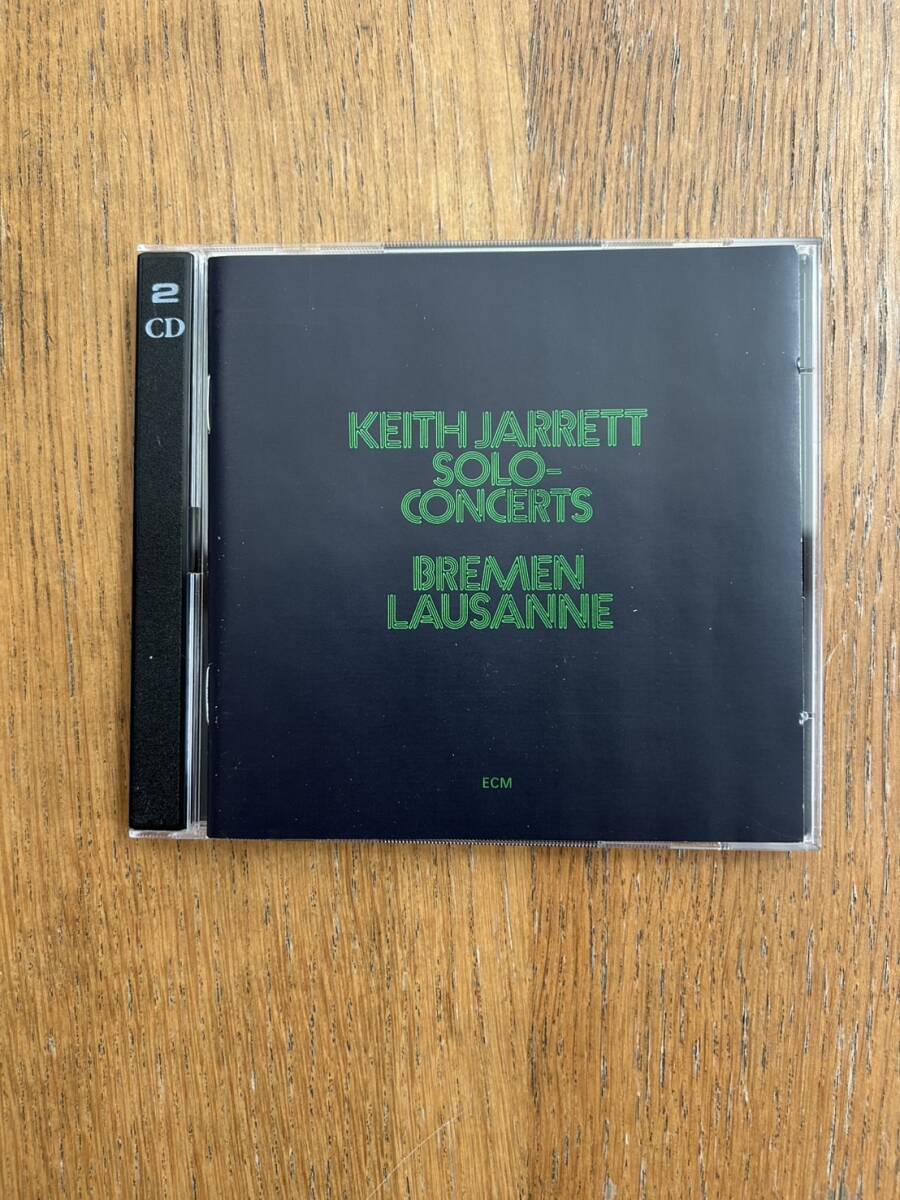 2
CD
KEITH JARRETT
SOLO-
CONCERTS
BREMEN
LAUSANNE
ECM